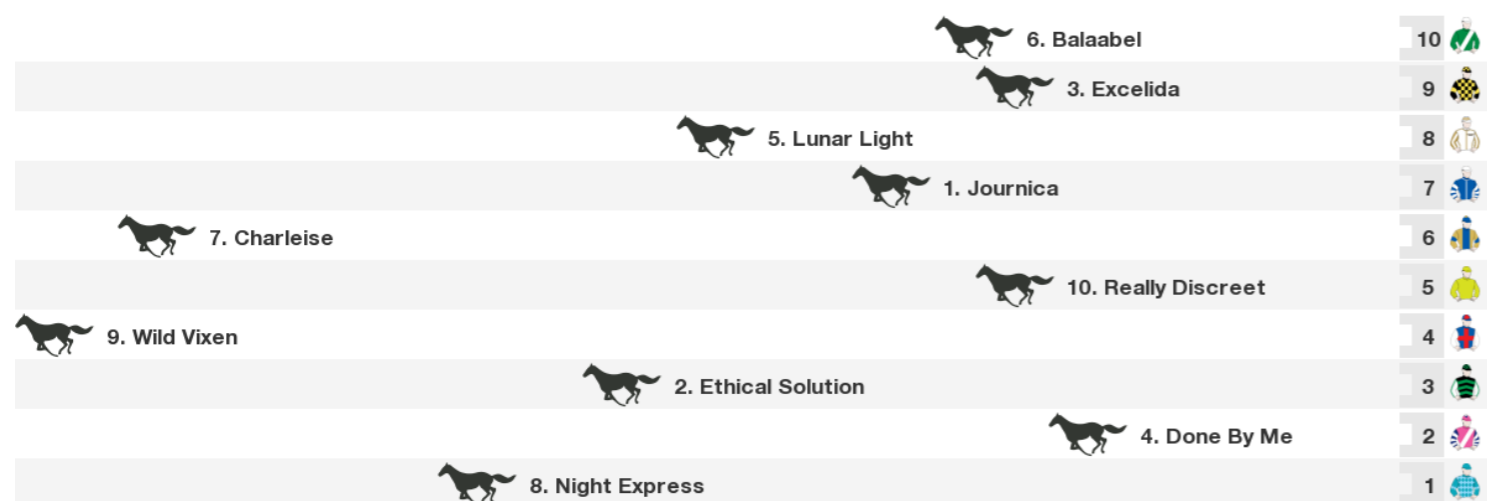 6. Balaabel 10
3. Excelida 9
5. Lunar Light 8
1. Journica 7
7. Charleise 6
10. Really Discreet 5
9. Wild Vixen 4
2. Ethical Solution 3
4. Done By Me 2
8. Night Express 1